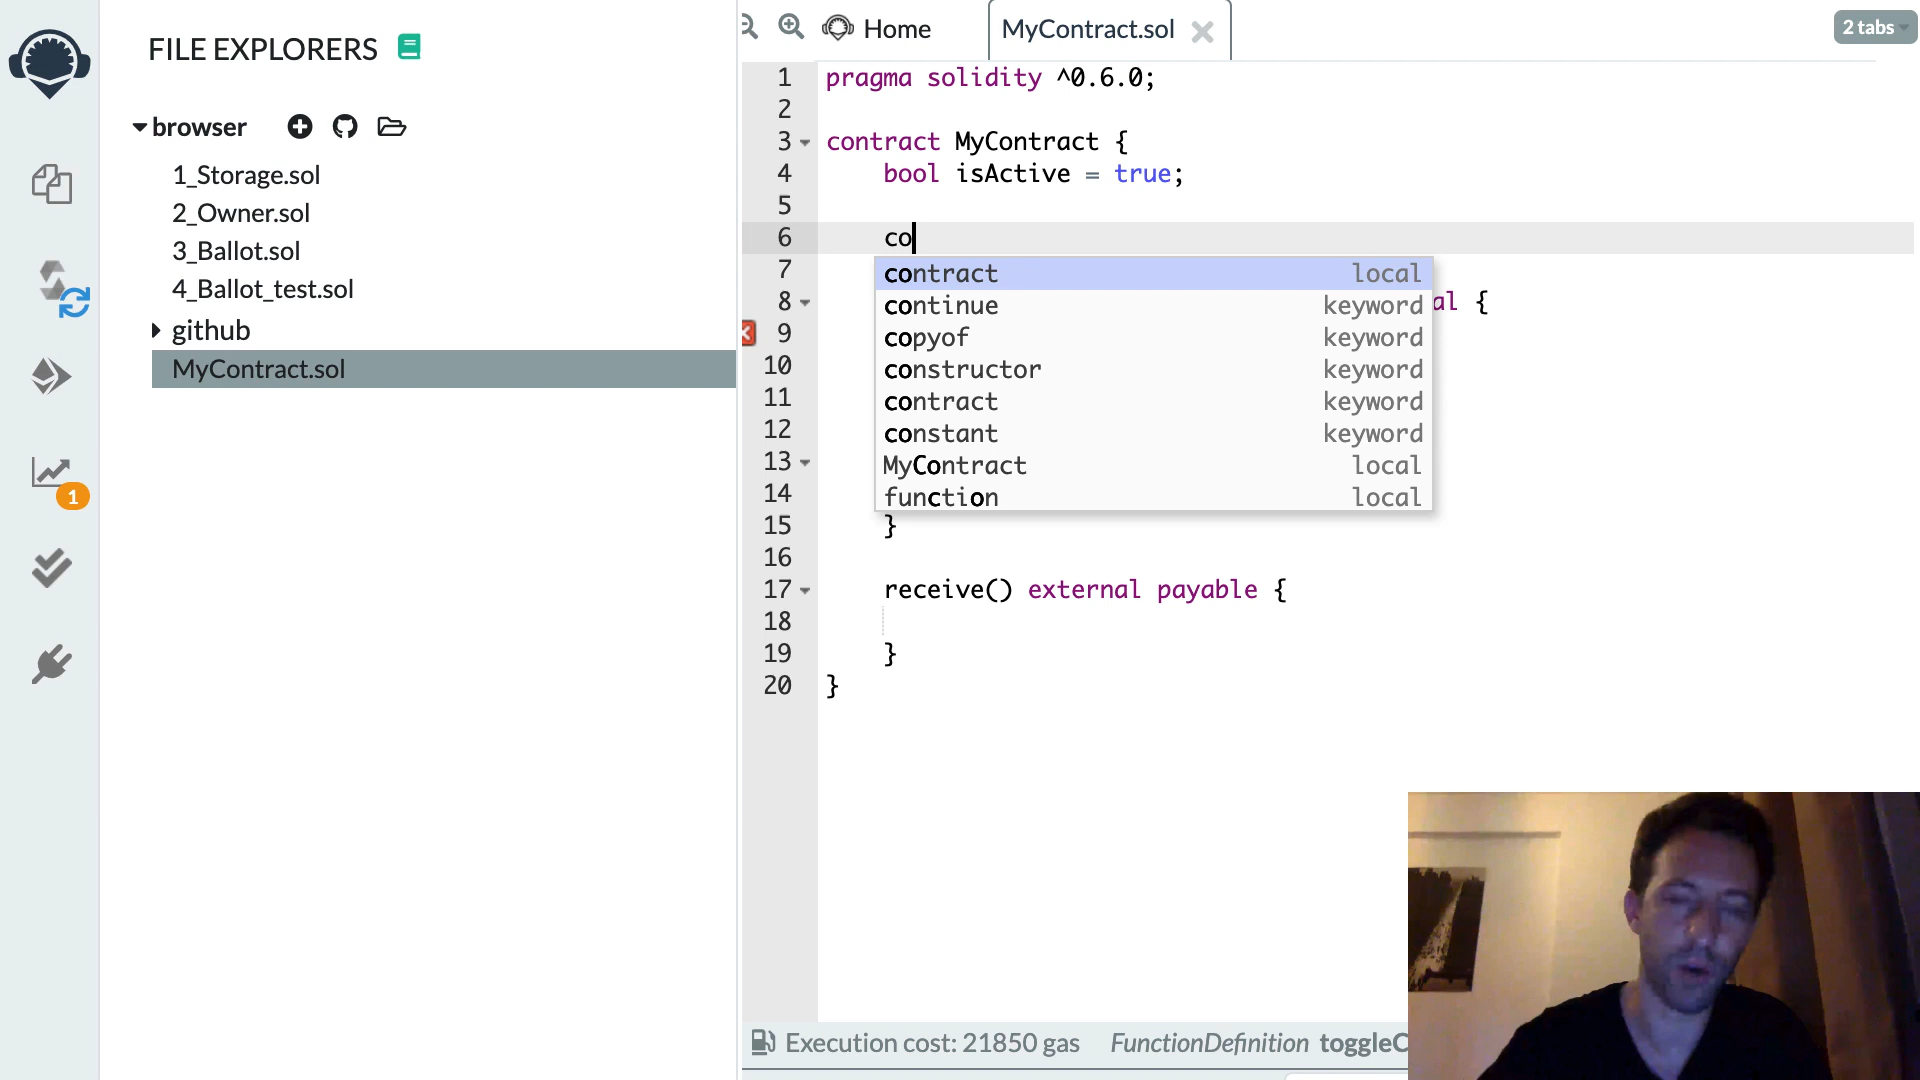 FILE EXPLORERS
browser
1_Storage.sol
2_Owner.sol
3_Ballot.sol
4_Ballot_test.sol
github
MyContract.sol
1
Home
MyContract.sol
2 tabs
1 pragma solidity ^0.6.0;
2
3 contract MyContract {
4 bool isActive = true;
5
6 co
7
8 al {
9
10
11
12
13
14
15 }
16
17 receive() external payable {
18
19 }
20 }
contract local
continue keyword
copyof keyword
constructor keyword
contract keyword
constant keyword
MyContract local
function local
Execution cost: 21850 gas FunctionDefinition toggleC